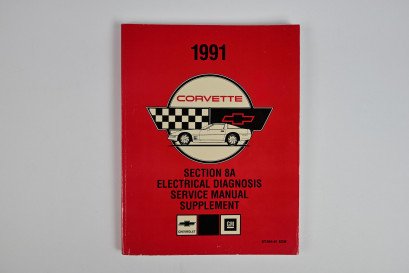 1991
CORVETTE
SECTION 8A
ELECTRICAL DIAGNOSIS
SERVICE MANUAL
SUPPLEMENT
CHEVROLET
GM